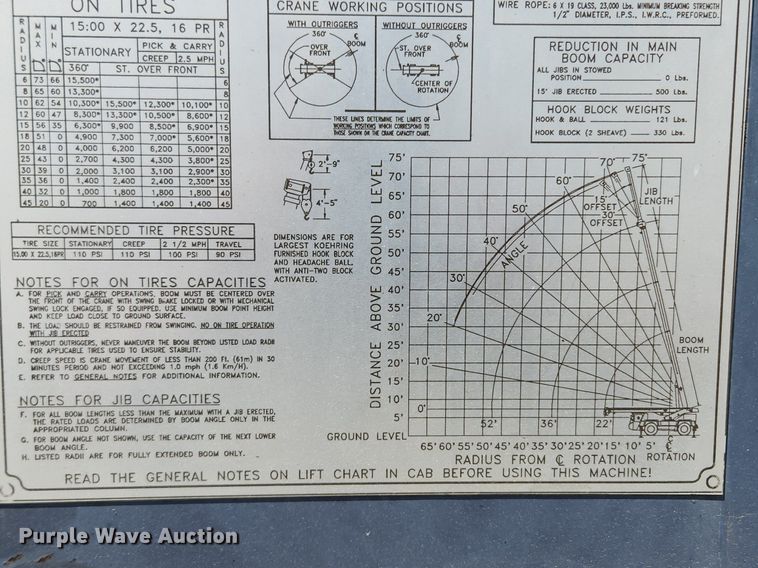 ON TIRES
RADIUS MAX MIN 15:00 X 22.5, 16 PR RADIUS
STATIONARY PICK & CARRY
CREEP 2.5 MPH
360° ST. OVER FRONT
6 73 66 15,500* 6
8 65 60 13,300* 8
10 62 54 10,300* 15,500* 12,300* 10,100* 10
12 60 47 8,300* 13,300* 10,500* 8,600* 12
15 56 35 6,300* 9,900 8,500* 6,900* 15
18 51 0 4,900 7,300 7,000* 5,600* 18
20 48 0 4,000 6,200 6,200 5,000* 20
25 43 0 2,700 4,300 4,300 3,800* 25
30 39 0 2,000 3,100 3,100 2,900* 30
35 36 0 1,400 2,400 2,400 2,300* 35
40 32 0 1,000 1,800 1,800 1,800 40
45 20 0 700 1,400 1,400 1,400 45
RECOMMENDED TIRE PRESSURE
TIRE SIZE STATIONARY CREEP 2 1/2 MPH TRAVEL
15.00 X 22.5,16PR 110 PSI 110 PSI 100 PSI 90 PSI
NOTES FOR ON TIRES CAPACITIES
A. FOR PICK AND CARRY OPERATIONS, BOOM MUST BE CENTERED OVER
THE FRONT OF THE CRANE WITH SWING BRAKE LOCKED OR WITH MECHANICAL
SWING LOCK ENGAGED, IF SO EQUIPPED. USE MINIMUM BOOM POINT HEIGHT
AND KEEP LOAD CLOSE TO GROUND SURFACE.
B. THE LOAD SHOULD BE RESTRAINED FROM SWINGING. NO ON TIRE OPERATION
WITH JIB ERECTED
C. WITHOUT OUTRIGGERS, NEVER MANEUVER THE BOOM BEYOND LISTED LOAD RADII
FOR APPLICABLE TIRES USED TO ENSURE STABILITY.
D. CREEP SPEED IS CRANE MOVEMENT OF LESS THAN 200 FT. (61m) IN 30
MINUTES PERIOD AND NOT EXCEEDING 1.0 mph (1.6 Km/H).
E. REFER TO GENERAL NOTES FOR ADDITIONAL INFORMATION.
NOTES FOR JIB CAPACITIES
F. FOR ALL BOOM LENGTHS LESS THAN THE MAXIMUM WITH A JIB ERECTED,
THE RATED LOADS ARE DETERMINED BY BOOM ANGLE ONLY IN THE
APPROPRIATED COLUMN.
G. FOR BOOM ANGLE NOT SHOWN, USE THE CAPACITY OF THE NEXT LOWER
BOOM ANGLE.
H. LISTED RADII ARE FOR FULLY EXTENDED BOOM ONLY.
CRANE WORKING POSITIONS
WITH OUTRIGGERS WITHOUT OUTRIGGERS
360° 360°
℄ BOOM ℄ BOOM
OVER FRONT ST. OVER FRONT
CENTER OF ROTATION
THESE LINES DETERMINE THE LIMITS OF
WORKING POSITIONS WHICH CORRESPOND TO
THOSE SHOWN ON THE CRANE CAPACITY CHART.
2'-9"
4'-5"
DIMENSIONS ARE FOR
LARGEST KOEHRING
FURNISHED HOOK BLOCK
AND HEADACHE BALL,
WITH ANTI-TWO BLOCK
ACTIVATED.
WIRE ROPE: 6 X 19 CLASS, 23,000 Lbs. MINIMUM BREAKING STRENGTH
1/2" DIAMETER, I.P.S., I.W.R.C., PREFORMED.
REDUCTION IN MAIN
BOOM CAPACITY
ALL JIBS IN STOWED
POSITION 0 Lbs.
15' JIB ERECTED 500 Lbs.
HOOK BLOCK WEIGHTS
HOOK & BALL 121 Lbs.
HOOK BLOCK (2 SHEAVE) 330 Lbs.
DISTANCE ABOVE GROUND LEVEL
75'
70'
65'
60'
55'
50'
45'
40'
35'
30'
25'
20'
15'
10'
5'
GROUND LEVEL
75°
70°
60°
50°
40°
30°
20°
10°
0°
ANGLE
15° OFFSET
30° OFFSET
JIB LENGTH
BOOM LENGTH
52' 36' 22'
65' 60' 55' 50' 45' 40' 35' 30' 25' 20' 15' 10' 5' ℄
RADIUS FROM ℄ ROTATION ROTATION
READ THE GENERAL NOTES ON LIFT CHART IN CAB BEFORE USING THIS MACHINE!
Purple Wave Auction